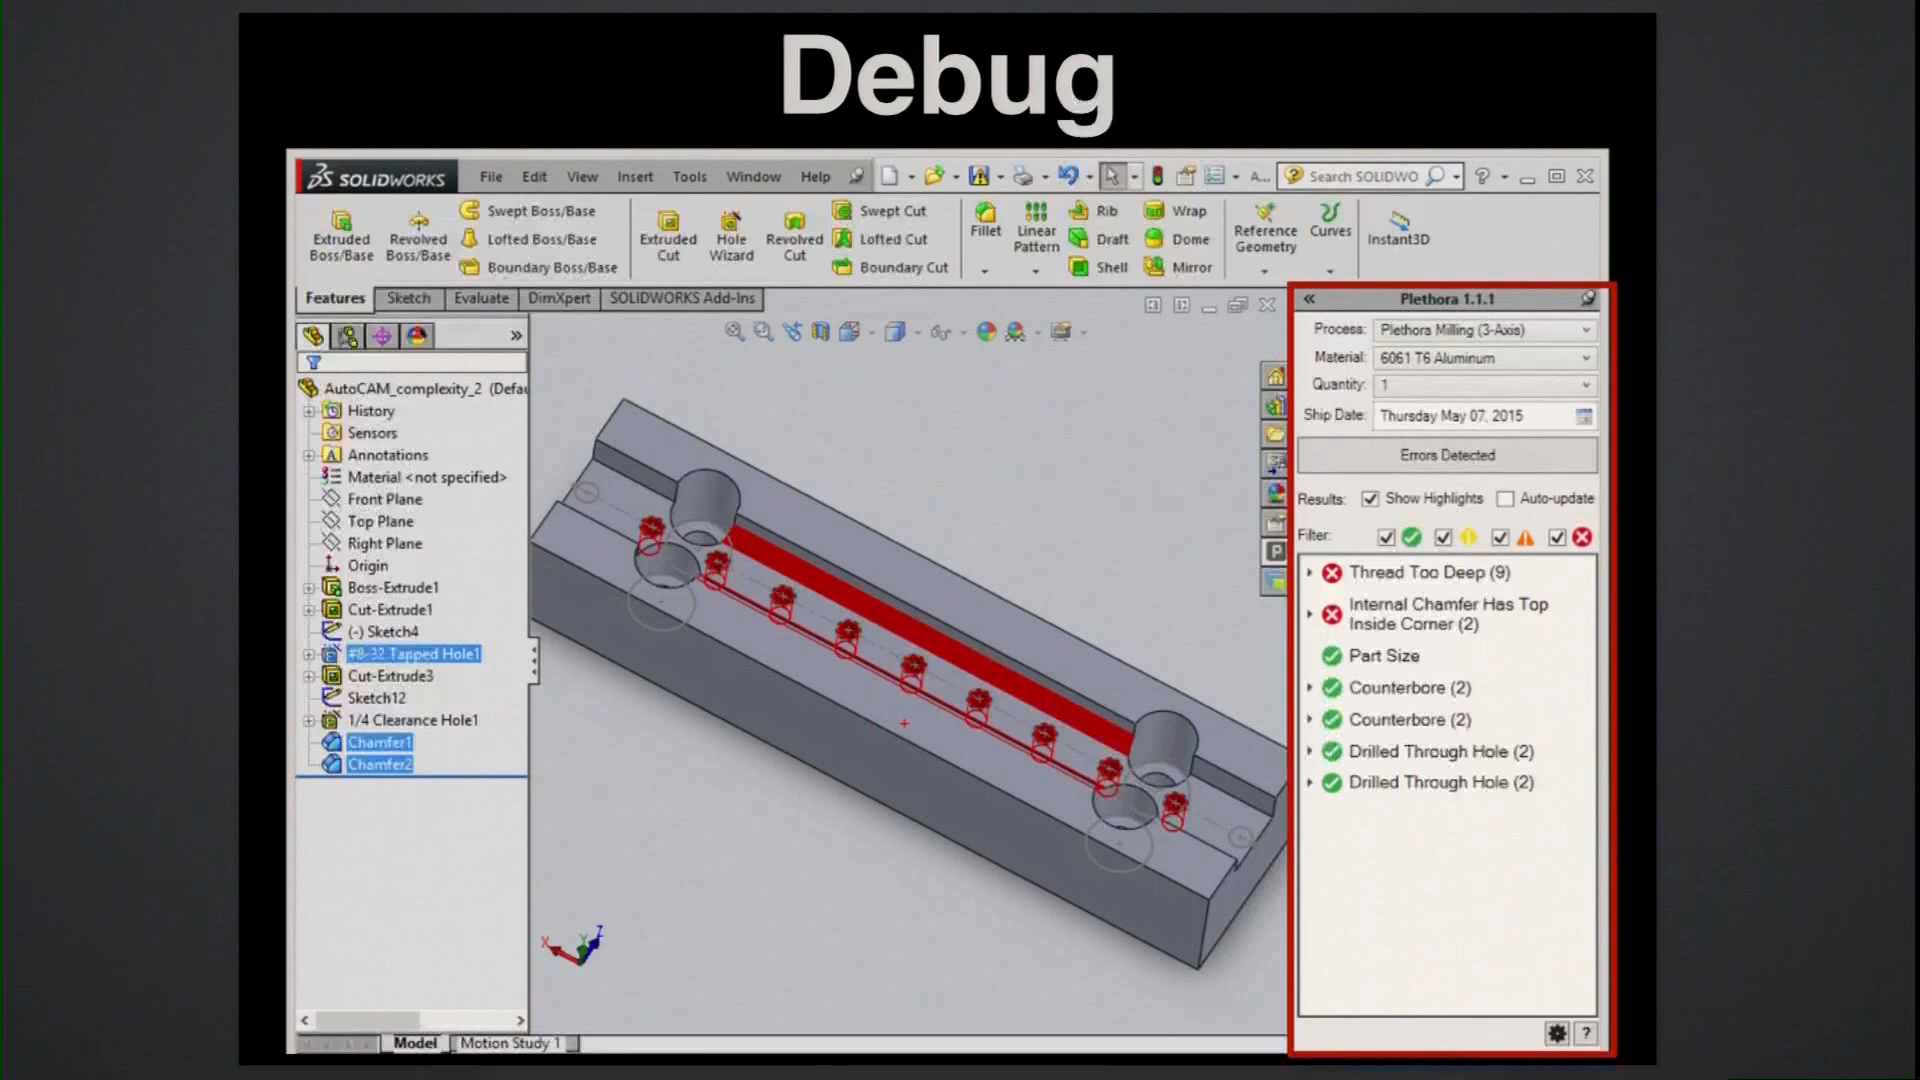 Debug
SOLIDWORKS File Edit View Insert Tools Window Help A... Search SOLIDWO
Extruded Boss/Base
Revolved Boss/Base
Swept Boss/Base
Lofted Boss/Base
Boundary Boss/Base
Extruded Cut
Hole Wizard
Revolved Cut
Swept Cut
Lofted Cut
Boundary Cut
Fillet
Linear Pattern
Rib
Draft
Shell
Wrap
Dome
Mirror
Reference Geometry
Curves
Instant3D
Features Sketch Evaluate DimXpert SOLIDWORKS Add-Ins
AutoCAM_complexity_2 (Defau
History
Sensors
Annotations
Material <not specified>
Front Plane
Top Plane
Right Plane
Origin
Boss-Extrude1
Cut-Extrude1
(-) Sketch4
#8-32 Tapped Hole1
Cut-Extrude3
Sketch12
1/4 Clearance Hole1
Chamfer1
Chamfer2
X Y Z
Model Motion Study 1
Plethora 1.1.1
Process: Plethora Milling (3-Axis)
Material: 6061 T6 Aluminum
Quantity: 1
Ship Date: Thursday May 07, 2015
Errors Detected
Results: Show Highlights Auto-update
Filter:
Thread Too Deep (9)
Internal Chamfer Has Top
Inside Corner (2)
Part Size
Counterbore (2)
Counterbore (2)
Drilled Through Hole (2)
Drilled Through Hole (2)